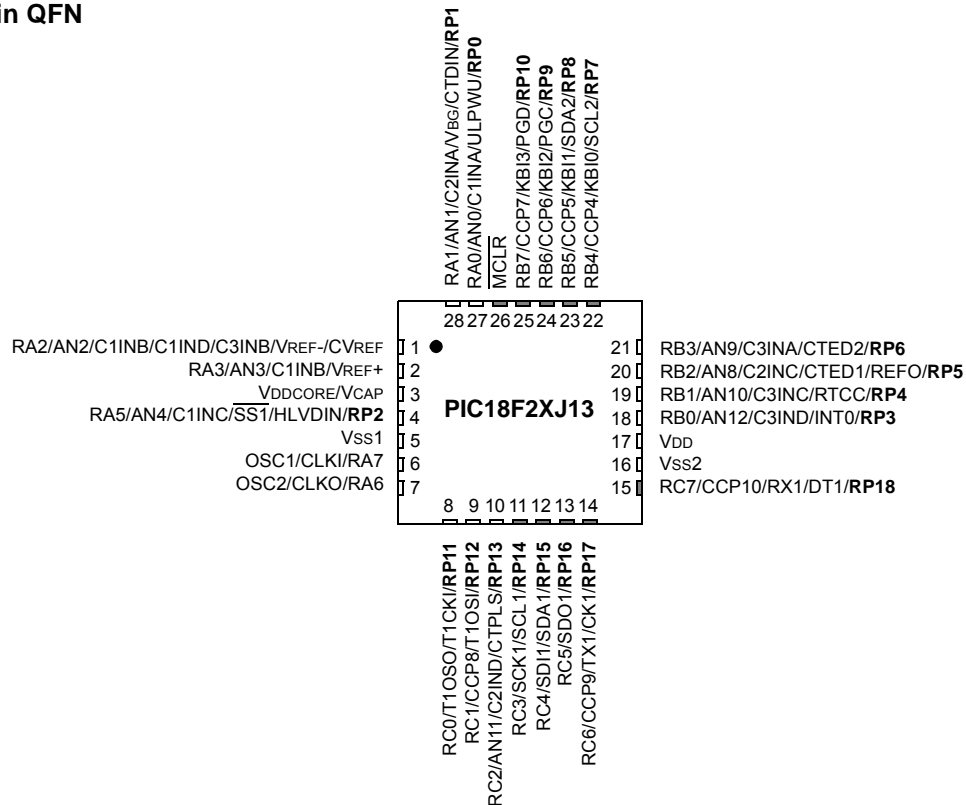 in QFN
RA1/AN1/C2INA/VBG/CTDIN/RP1
RA0/AN0/C1INA/ULPWU/RP0
MCLR
RB7/CCP7/KBI3/PGD/RP10
RB6/CCP6/KBI2/PGC/RP9
RB5/CCP5/KBI1/SDA2/RP8
RB4/CCP4/KBI0/SCL2/RP7
28 27 26 25 24 23 22
RA2/AN2/C1INB/C1IND/C3INB/VREF-/CVREF 1
RA3/AN3/C1INB/VREF+ 2
VDDCORE/VCAP 3
RA5/AN4/C1INC/SS1/HLVDIN/RP2 4
VSS1 5
OSC1/CLKI/RA7 6
OSC2/CLKO/RA6 7
PIC18F2XJ13
21 RB3/AN9/C3INA/CTED2/RP6
20 RB2/AN8/C2INC/CTED1/REFO/RP5
19 RB1/AN10/C3INC/RTCC/RP4
18 RB0/AN12/C3IND/INT0/RP3
17 VDD
16 VSS2
15 RC7/CCP10/RX1/DT1/RP18
8 9 10 11 12 13 14
RC0/T1OSO/T1CKI/RP11
RC1/CCP8/T1OSI/RP12
RC2/AN11/C2IND/CTPLS/RP13
RC3/SCK1/SCL1/RP14
RC4/SDI1/SDA1/RP15
RC5/SDO1/RP16
RC6/CCP9/TX1/CK1/RP17